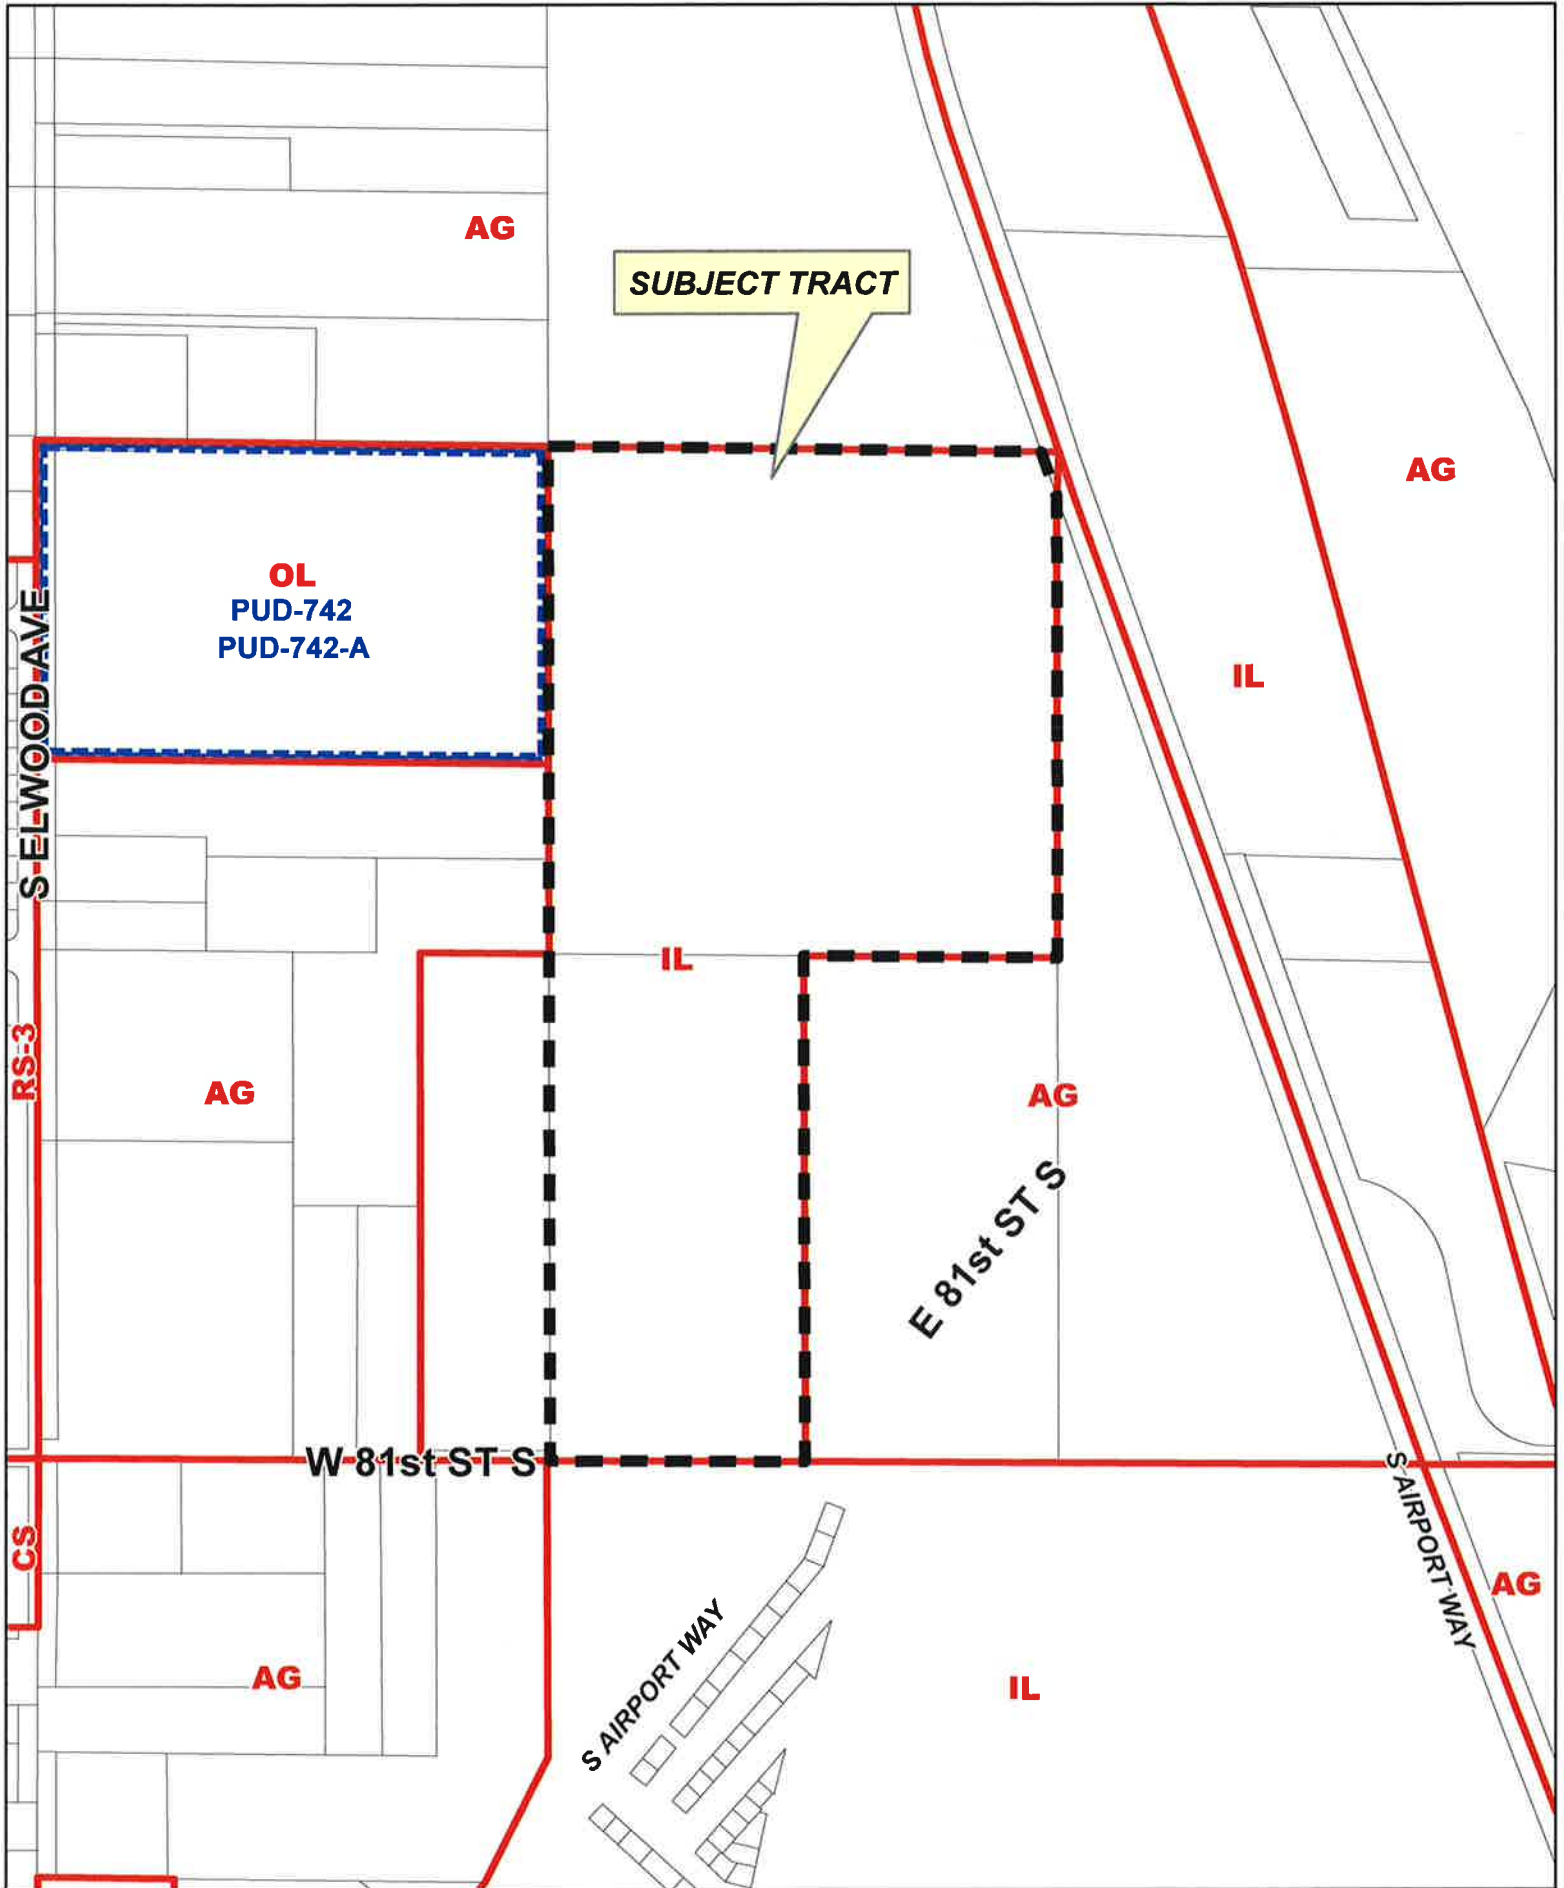 AG
SUBJECT TRACT
AG
OL
PUD-742
PUD-742-A
IL
S ELWOOD AVE
IL
RS-3
AG
AG
E 81st ST S
W 81st ST S
CS
S AIRPORT WAY
AG
S AIRPORT WAY
AG
IL